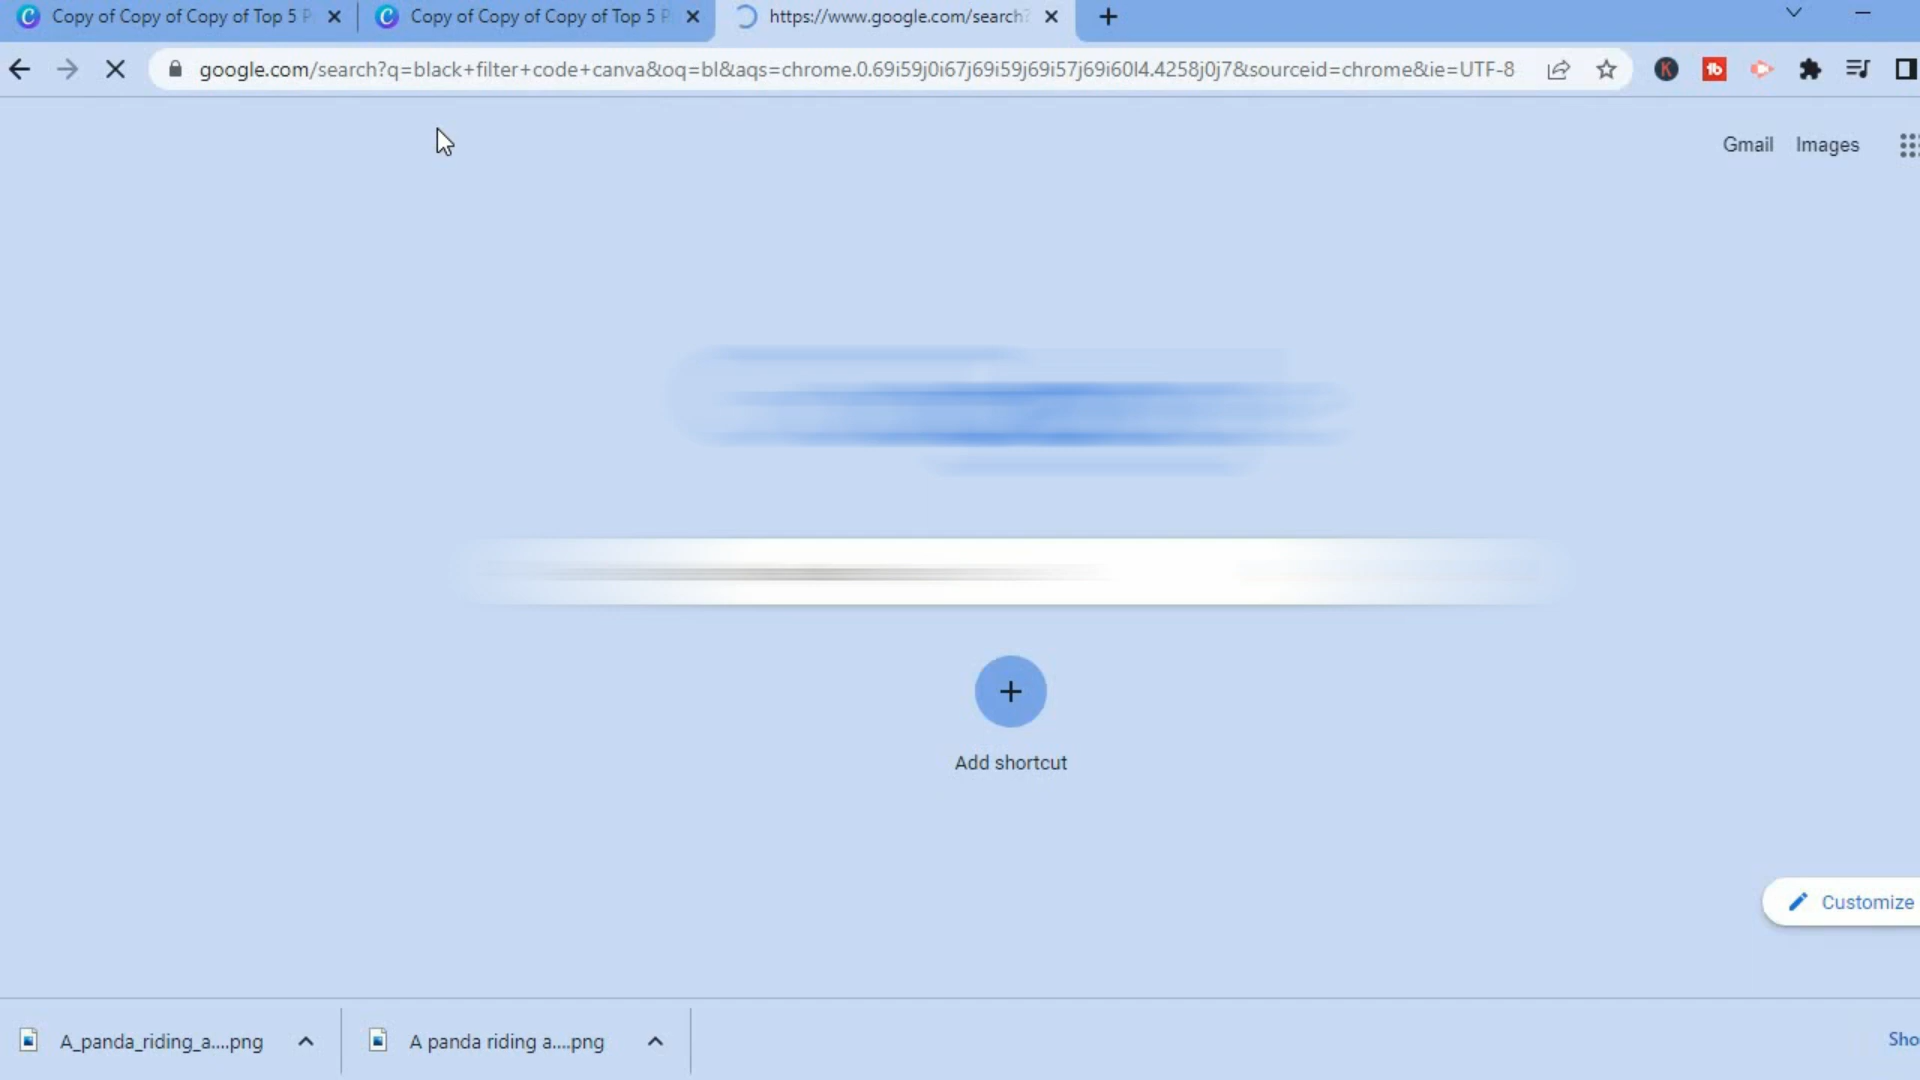 Copy of Copy of Copy of Top 5 P
Copy of Copy of Copy of Top 5 P
https://www.google.com/search?
google.com/search?q=black+filter+code+canva&oq=bl&aqs=chrome.0.69i59j0i67j69i59j69i57j69i60l4.4258j0j7&sourceid=chrome&ie=UTF-8
K
tb
Gmail
Images
Add shortcut
Customize
A_panda_riding_a....png
A panda riding a....png
Sho